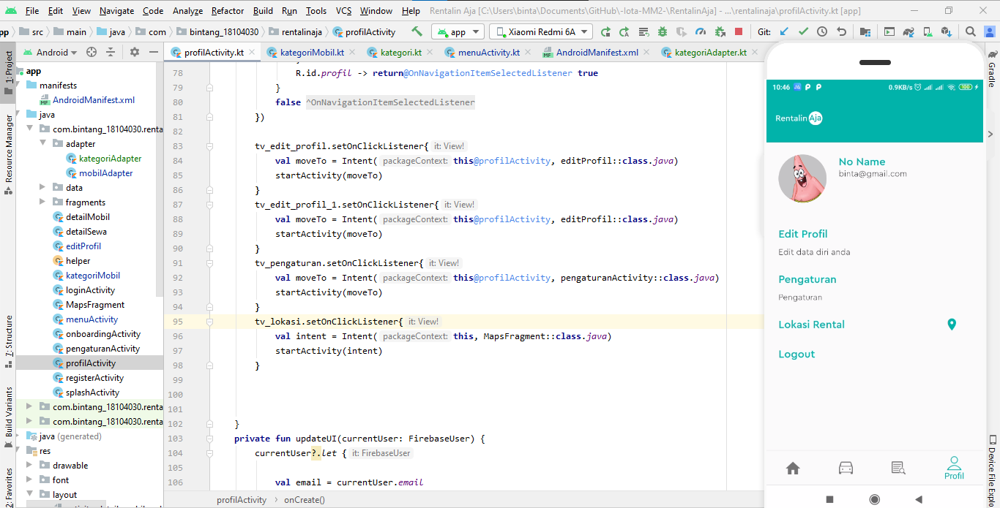 File Edit View Navigate Code Analyze Refactor Build Run Tools VCS Window Help Rentalin Aja [C:\Users\binta\Documents\GitHub\-Iota-MM2-\RentalinAja] - ...\rentalinaja\profilActivity.kt [app]
pp src main java com bintang_18104030 rentalinaja profilActivity app Xiaomi Redmi 6A Git:
Android profilActivity.kt kategoriMobil.kt kategori.kt menuActivity.kt AndroidManifest.xml kategoriAdapter.kt
1: Project
Resource Manager
7: Structure
Build Variants
2: Favorites
app
manifests
AndroidManifest.xml
java
com.bintang_18104030.renta
adapter
kategoriAdapter
mobilAdapter
data
fragments
detailMobil
detailSewa
editProfil
helper
kategoriMobil
loginActivity
MapsFragment
menuActivity
onboardingActivity
pengaturanActivity
profilActivity
registerActivity
splashActivity
com.bintang_18104030.renta
com.bintang_18104030.renta
java (generated)
res
drawable
font
layout
78 R.id.profil -> return@OnNavigationItemSelectedListener true
79 }
80 false ^OnNavigationItemSelectedListener
81 })
82
83 tv_edit_profil.setOnClickListener{ it: View!
84 val moveTo = Intent( packageContext: this@profilActivity, editProfil::class.java)
85 startActivity(moveTo)
86 }
87 tv_edit_profil_1.setOnClickListener{ it: View!
88 val moveTo = Intent( packageContext: this@profilActivity, editProfil::class.java)
89 startActivity(moveTo)
90 }
91 tv_pengaturan.setOnClickListener{ it: View!
92 val moveTo = Intent( packageContext: this@profilActivity, pengaturanActivity::class.java)
93 startActivity(moveTo)
94 }
95 tv_lokasi.setOnClickListener{ it: View!
96 val intent = Intent( packageContext: this, MapsFragment::class.java)
97 startActivity(intent)
98 }
99
100
101
102 }
103 private fun updateUI(currentUser: FirebaseUser) {
104 currentUser?.let { it: FirebaseUser
105
106 val email = currentUser.email
profilActivity onCreate()
10:46 0.9KB/s 100
Rentalin Aja
No Name
binta@gmail.com
Edit Profil
Edit data diri anda
Pengaturan
Pengaturan
Lokasi Rental
Logout
Profil
Gradle
Device File Explo